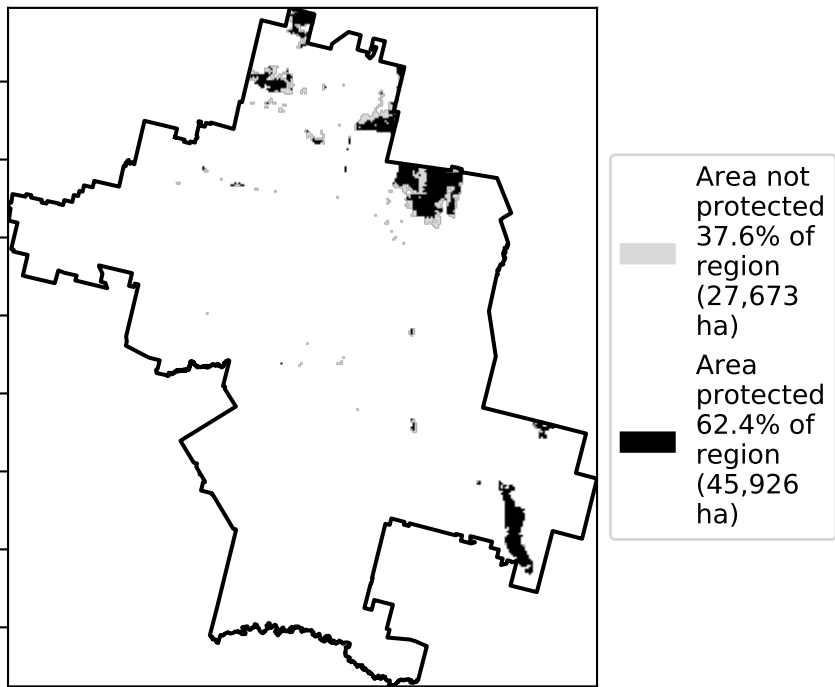 Area not
protected
37.6% of
region
(27,673
ha)
Area
protected
62.4% of
region
(45,926
ha)